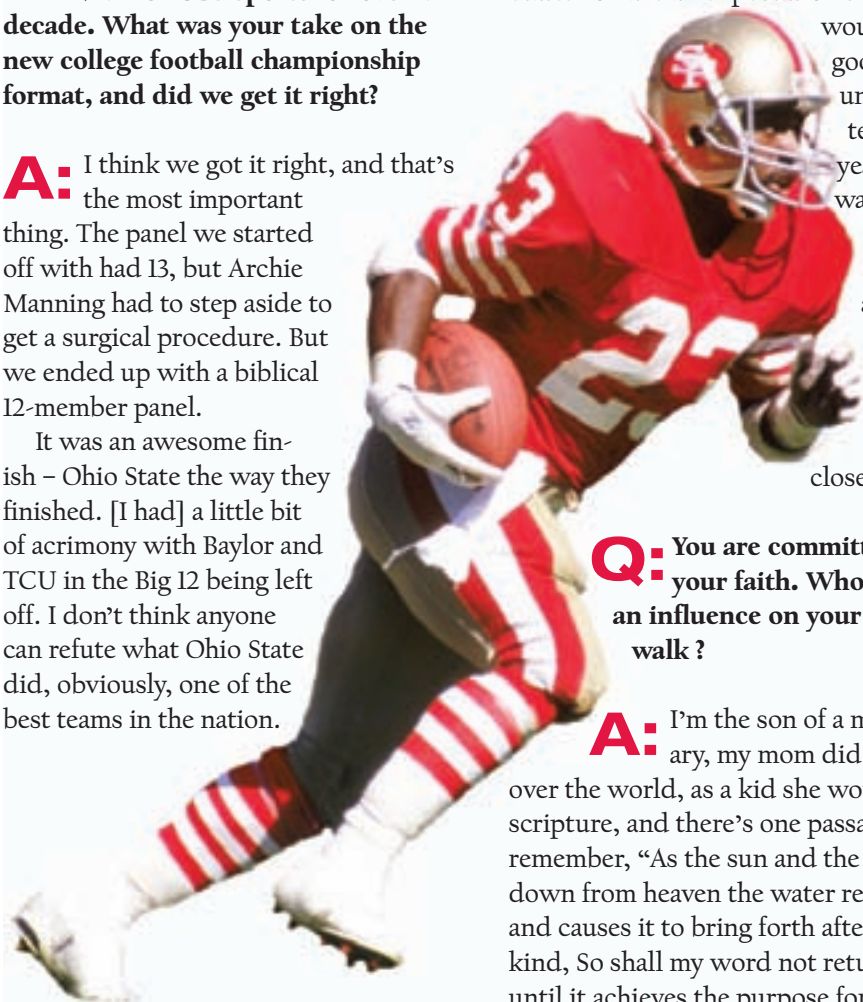 decade. What was your take on the
new college football championship
format, and did we get it right?
A: I think we got it right, and that's
the most important
thing. The panel we started
off with had 13, but Archie
Manning had to step aside to
get a surgical procedure. But
we ended up with a biblical
12-member panel.
It was an awesome fin-
ish – Ohio State the way they
finished. [I had] a little bit
of acrimony with Baylor and
TCU in the Big 12 being left
off. I don't think anyone
can refute what Ohio State
did, obviously, one of the
best teams in the nation.
SF
23
23
Q: You are
your faith. Who
an influence on your
walk ?
A: I'm the son of a
ary, my mom did
over the world, as a kid she
scripture, and there's one
remember, “As the sun and the
down from heaven the water
and causes it to bring forth
kind, So shall my word not
until it achieves the purpose